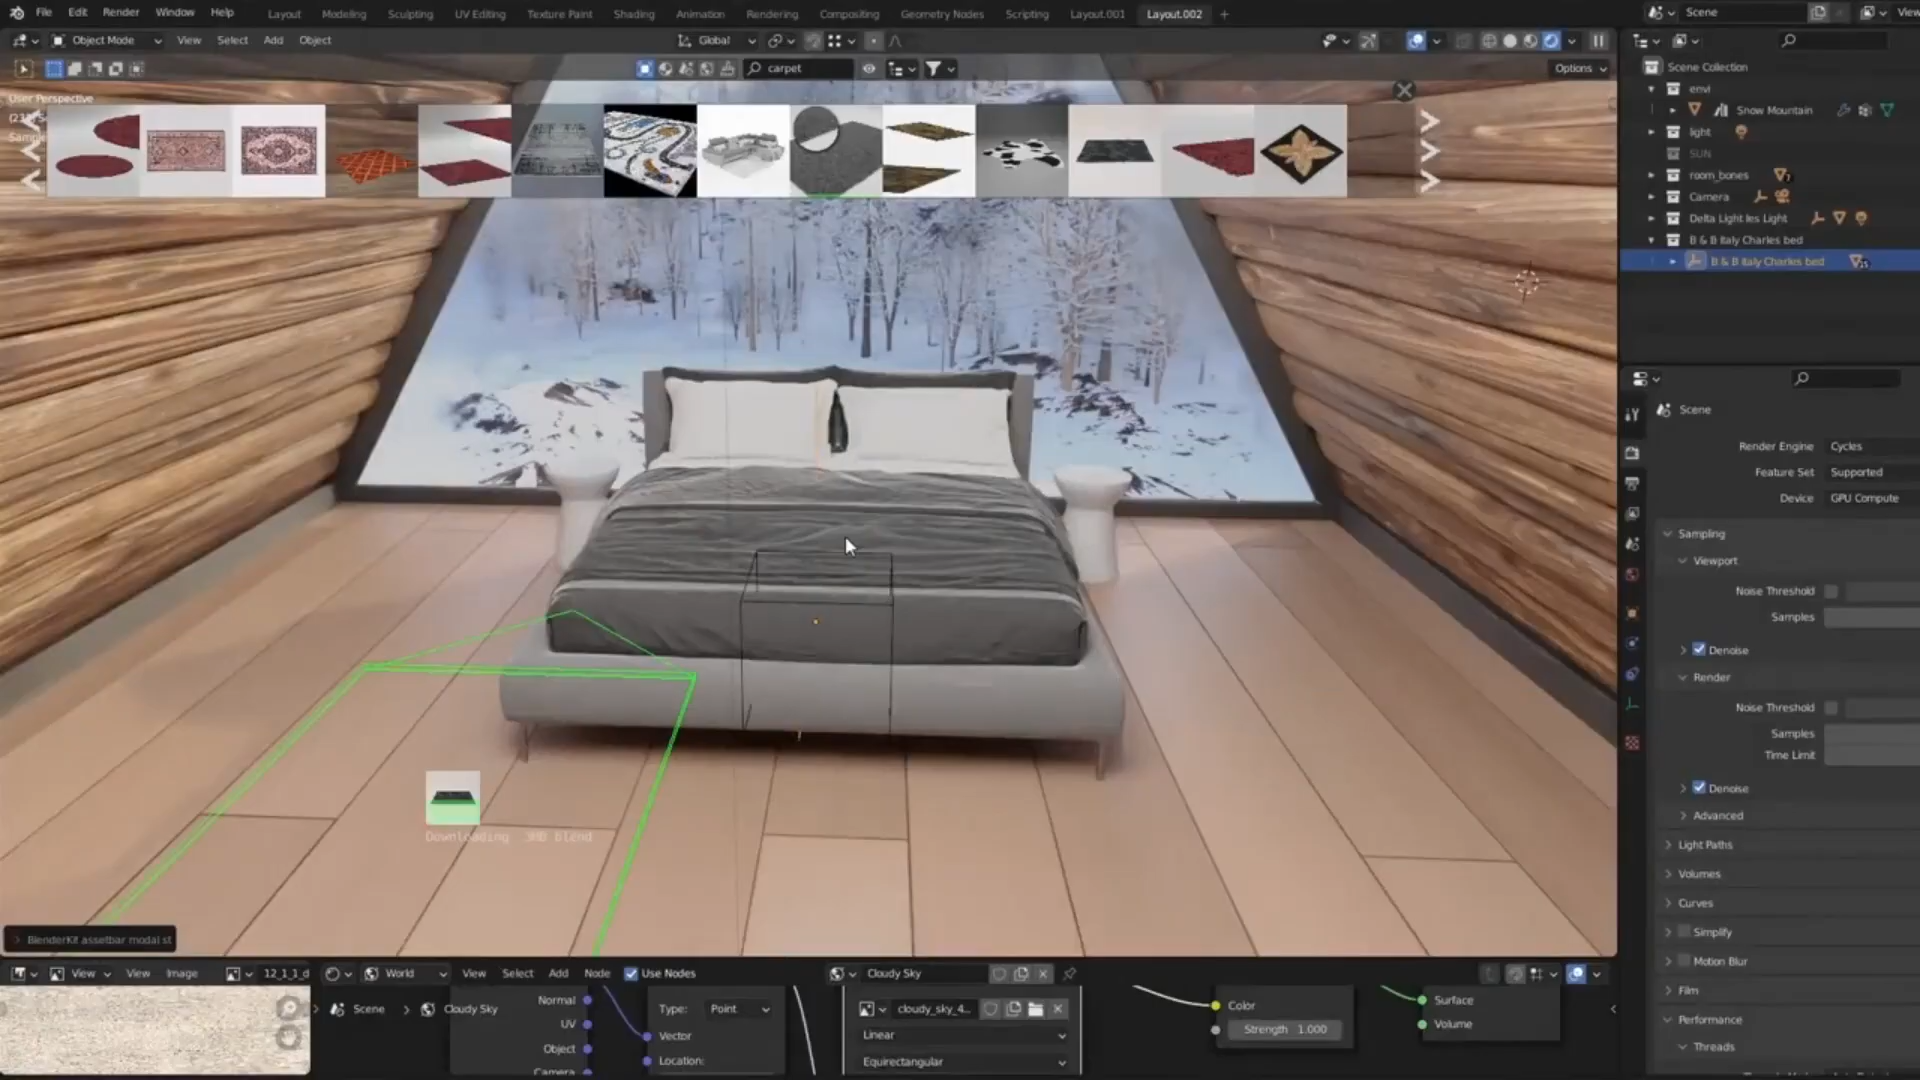 File Edit Render Window Help Layout Modeling Sculpting UV Editing Texture Paint Shading Animation Rendering Compositing Geometry Nodes Scripting Layout.001 Layout.002 + Scene
Object Mode View Select Add Object Global
carpet Options
User Perspective
Scene Collection
envi
Snow Mountain
light
SUN
room_bones
Camera
Delta Light Ies Light
B & B Italy Charles bed
B & B Italy Charles bed
Scene
Render Engine Cycles
Feature Set Supported
Device GPU Compute
Sampling
Viewport
Noise Threshold
Samples
Denoise
Render
Noise Threshold
Samples
Time Limit
Denoise
Advanced
Light Paths
Volumes
Curves
Simplify
Motion Blur
Film
Performance
Threads
Downloading 3MB blend
BlenderKit assetbar modal st
View View Image 12_1_1_d World View Select Add Node Use Nodes Cloudy Sky
Scene Cloudy Sky
Normal
UV
Object
Camera
Type: Point
Vector
Location:
cloudy_sky_4...
Linear
Equirectangular
Color
Strength 1.000
Surface
Volume